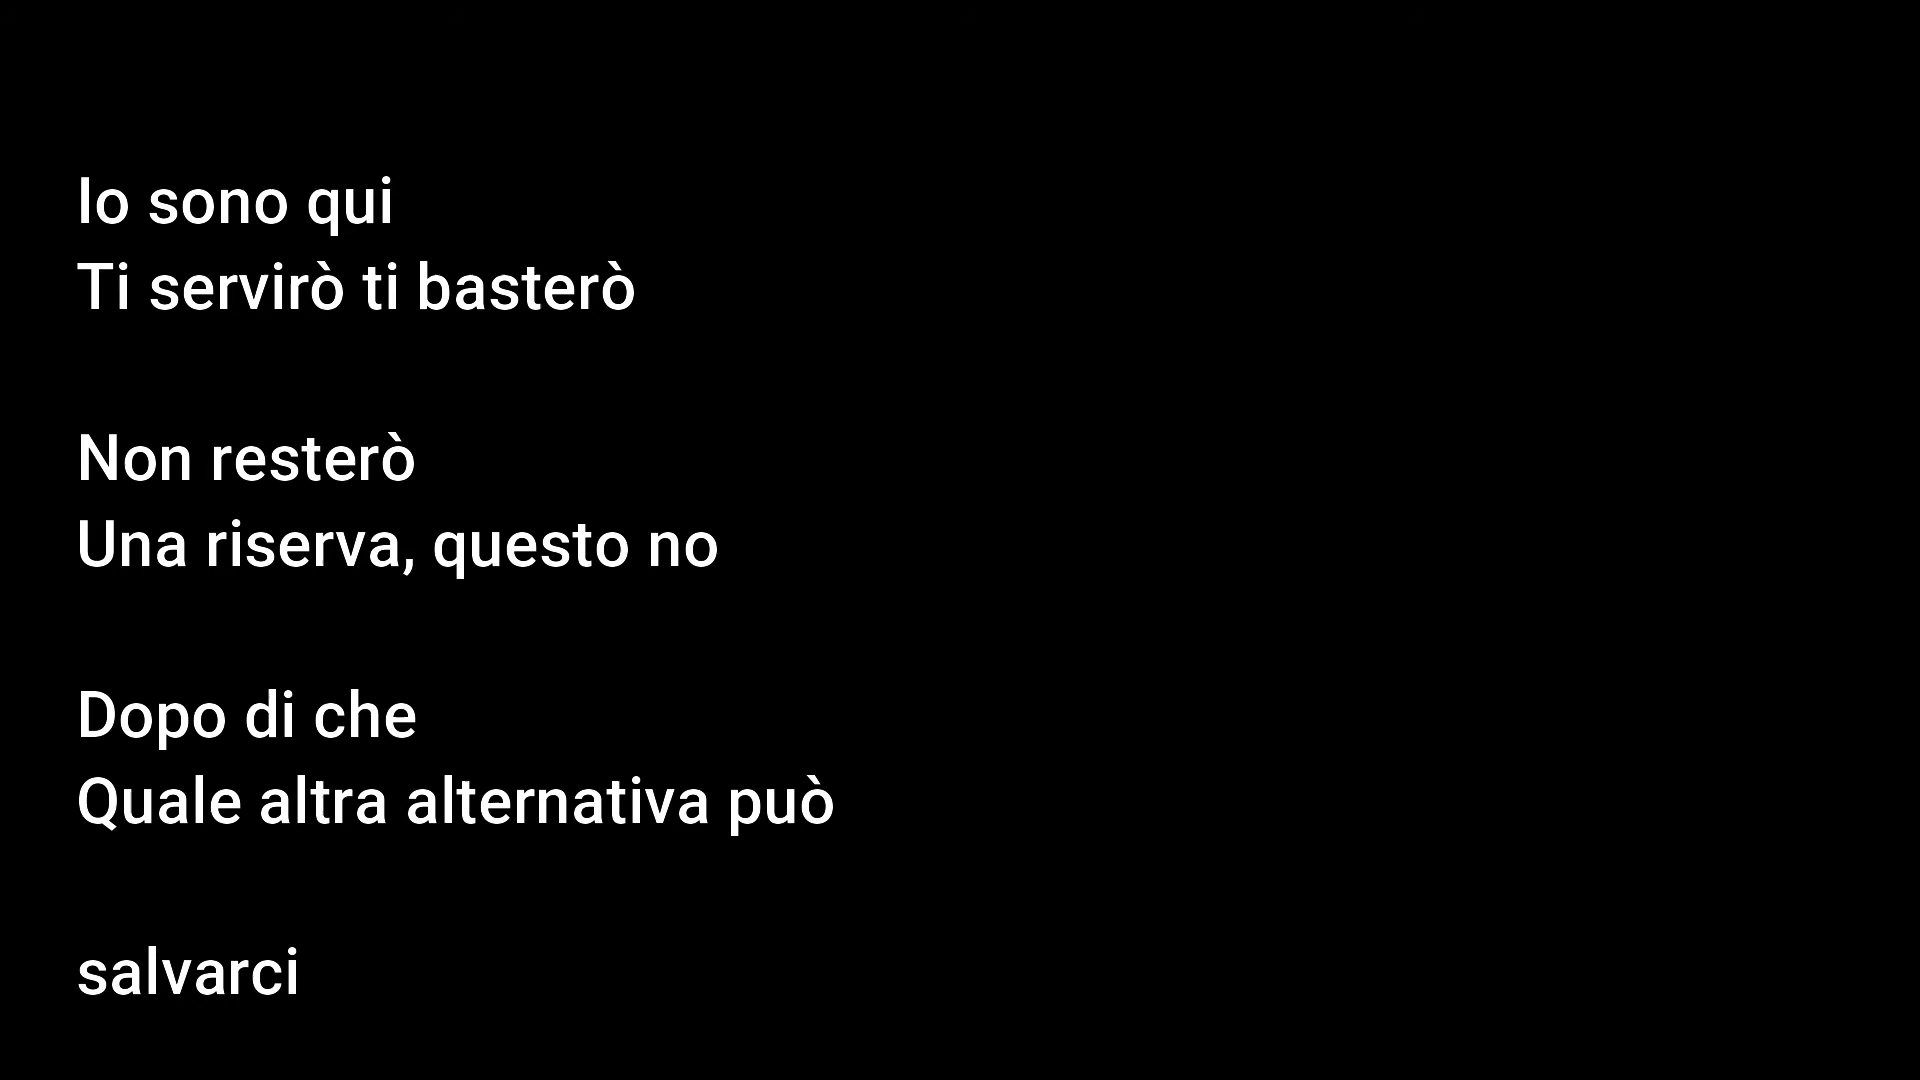 Io sono qui
Ti servirò ti basterò
Non resterò
Una riserva, questo no
Dopo di che
Quale altra alternativa può
salvarci